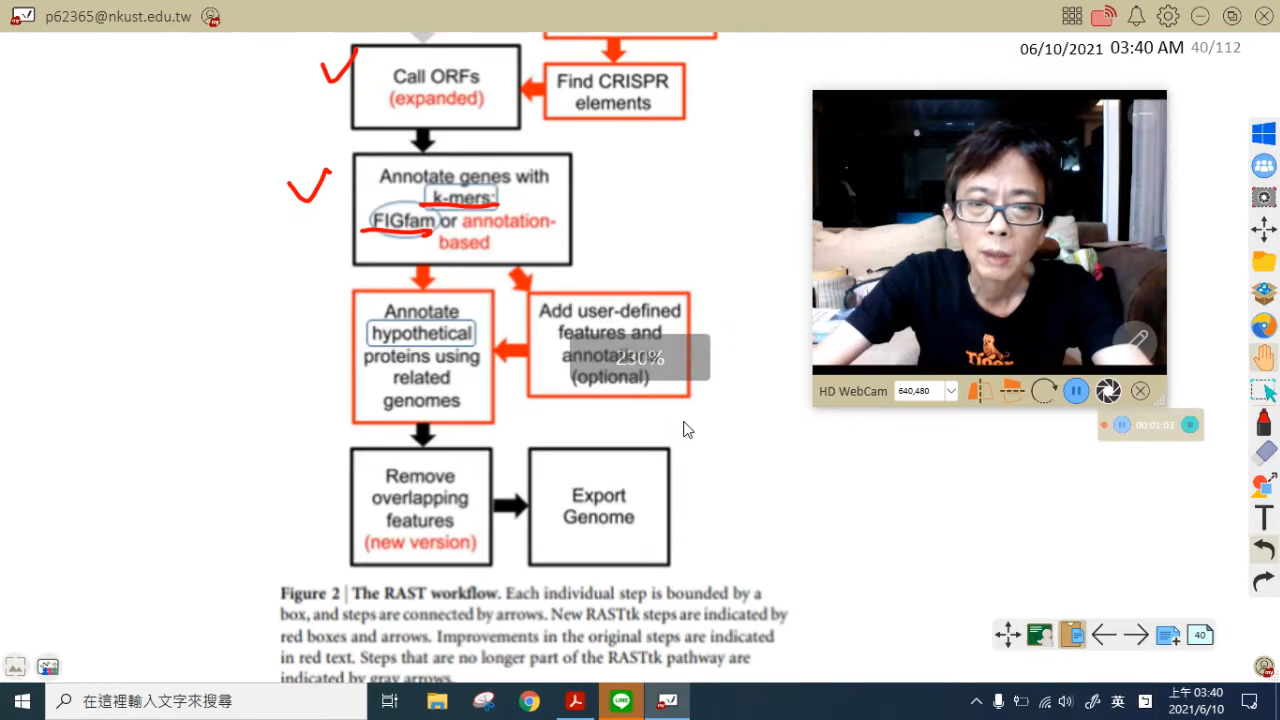 p62365@nkust.edu.tw
06/10/2021 03:40 AM 40/112
Call ORFs
(expanded)
Find CRISPR
elements
Annotate genes with
k-mers:
FIGfam or annotation-
based
Annotate
hypothetical
proteins using
related
genomes
Add user-defined
features and
annotations
(optional)
230%
Remove
overlapping
features
(new version)
Export
Genome
Figure 2 | The RAST workflow. Each individual step is bounded by a
box, and steps are connected by arrows. New RASTtk steps are indicated by
red boxes and arrows. Improvements in the original steps are indicated
in red text. Steps that are no longer part of the RASTtk pathway are
indicated by gray arrows.
HD WebCam 640,480
00:01:03
40
在這裡輸入文字來搜尋
英
上午 03:40
2021/6/10